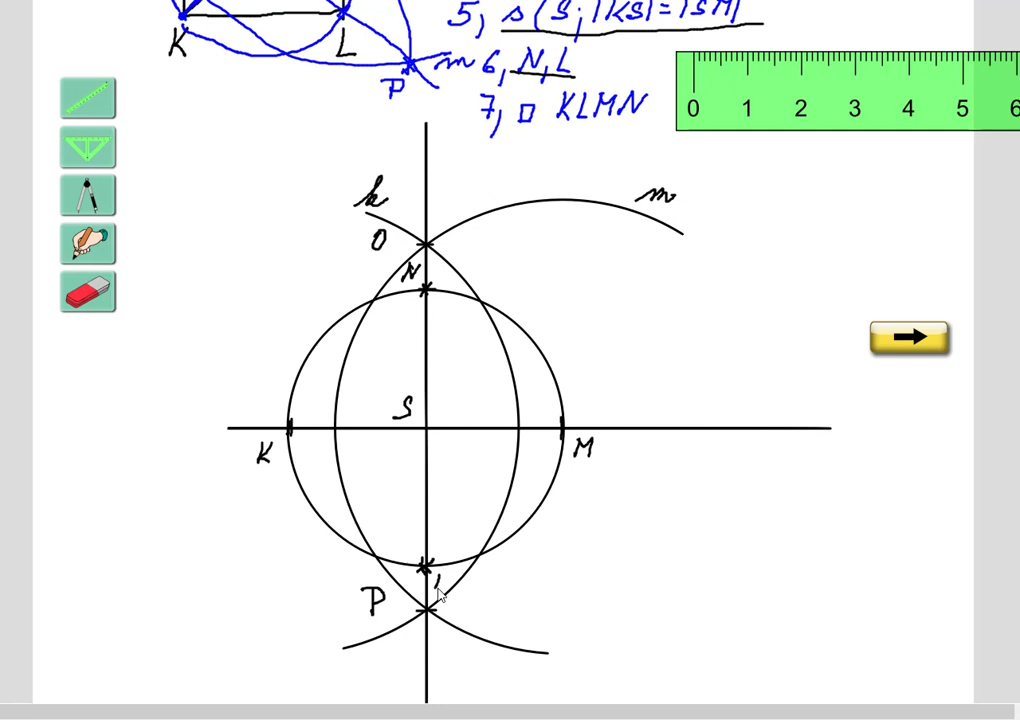 5, s(S; |KS|=|SM|
K L
P m 6, N,L
7, □ KLMN
0 1 2 3 4 5 6
k m
O
N
S
K M
P